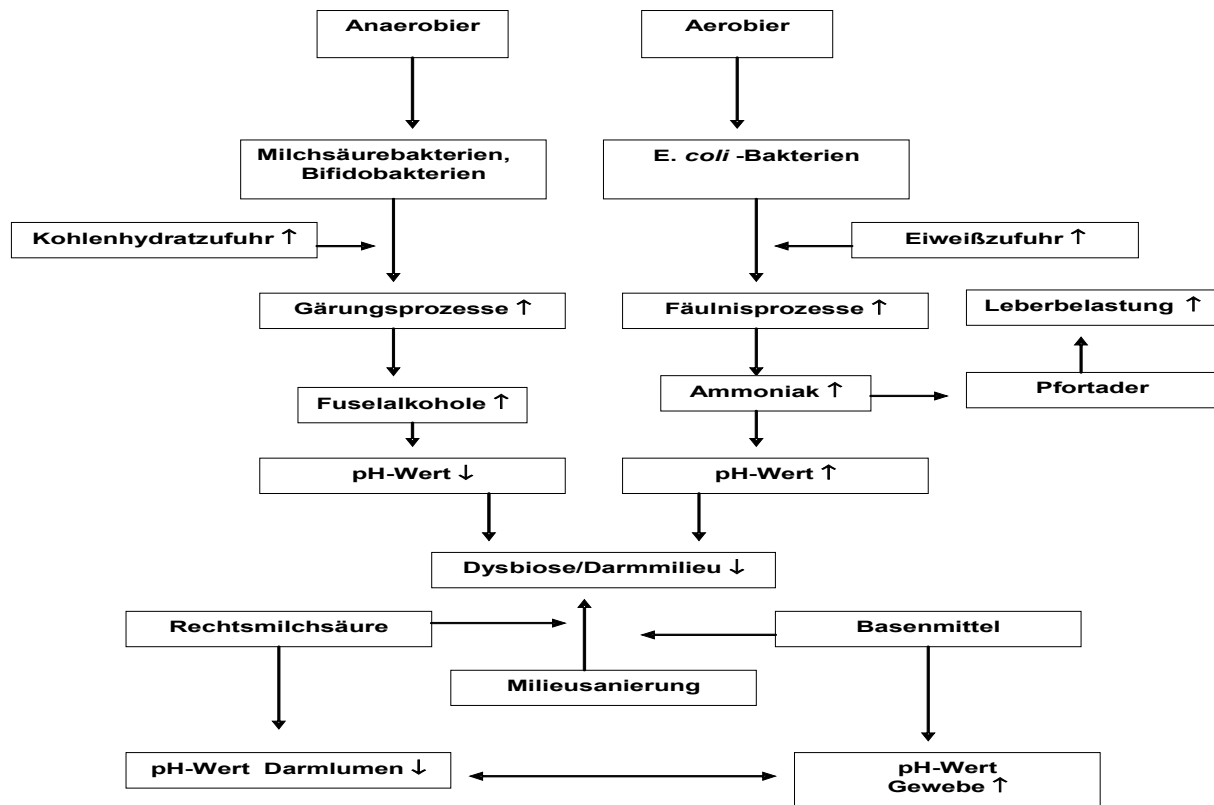 Anaerobier
Aerobier
Milchsäurebakterien,
Bifidobakterien
E. coli -Bakterien
Kohlenhydratzufuhr ↑
Eiweißzufuhr ↑
Gärungsprozesse ↑
Fäulnisprozesse ↑
Leberbelastung ↑
Fuselalkohole ↑
Ammoniak ↑
Pfortader
pH-Wert ↓
pH-Wert ↑
Dysbiose/Darmmilieu ↓
Rechtsmilchsäure
Basenmittel
Milieusanierung
pH-Wert Darmlumen ↓
pH-Wert
Gewebe ↑